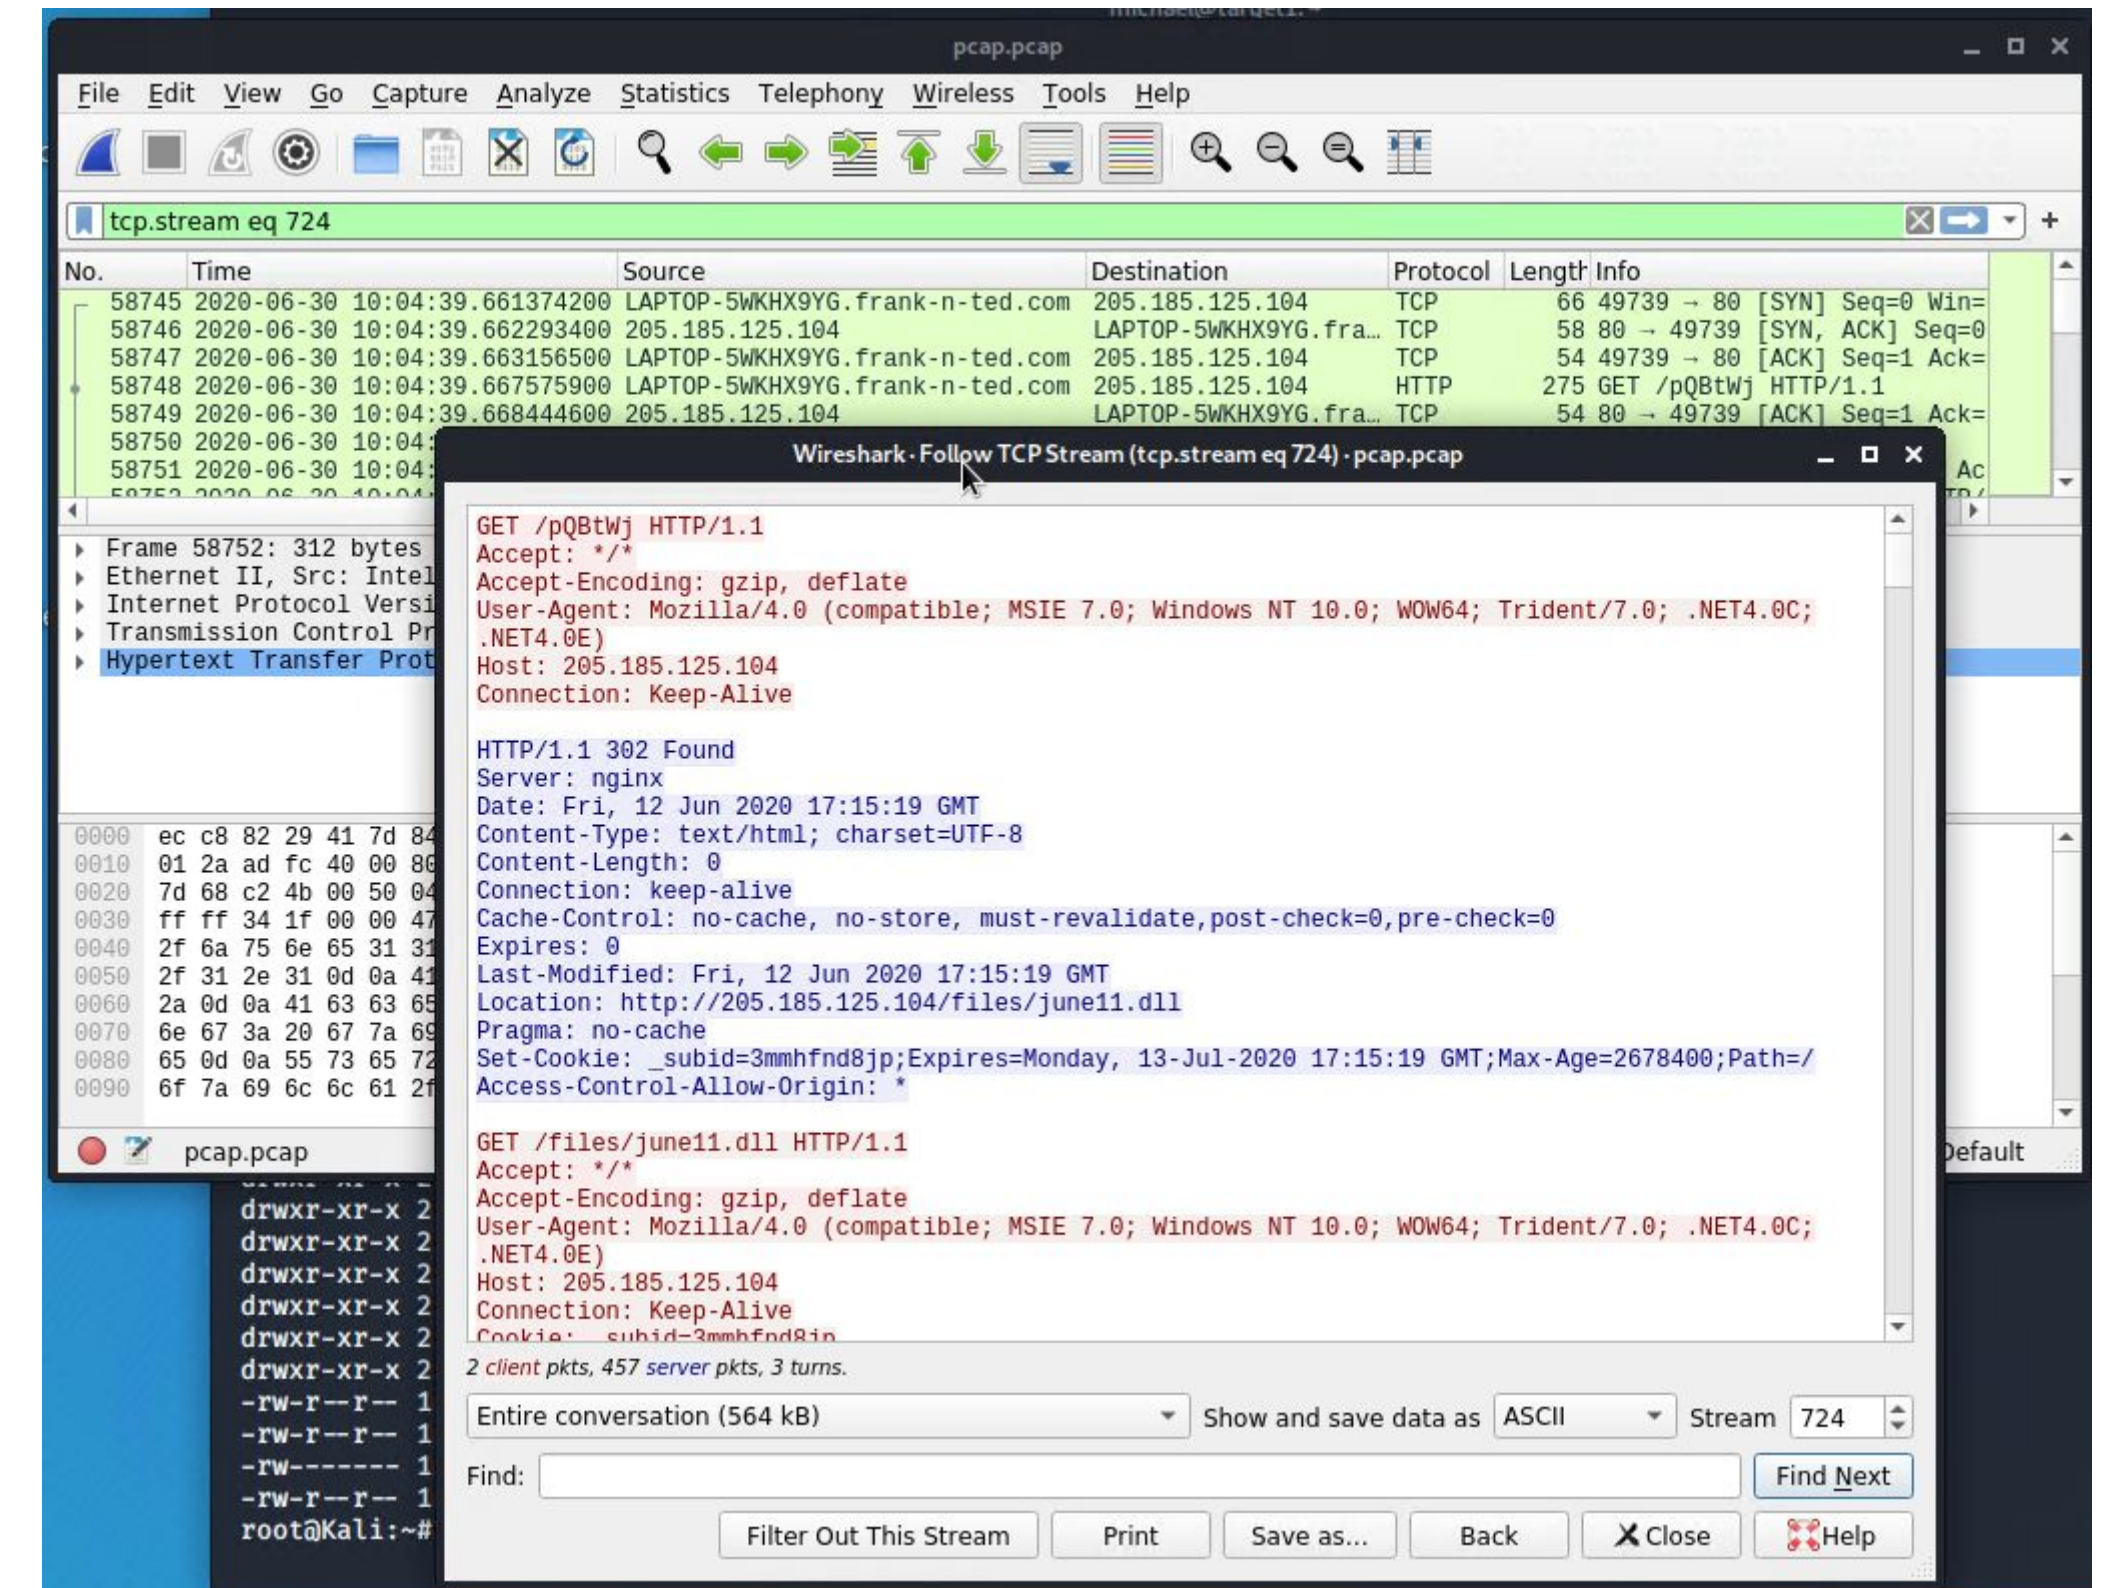 michael@target1: ~
pcap.pcap
File Edit View Go Capture Analyze Statistics Telephony Wireless Tools Help
tcp.stream eq 724
No. Time Source Destination Protocol Length Info
58745 2020-06-30 10:04:39.661374200 LAPTOP-5WKHX9YG.frank-n-ted.com 205.185.125.104 TCP 66 49739 → 80 [SYN] Seq=0 Win=
58746 2020-06-30 10:04:39.662293400 205.185.125.104 LAPTOP-5WKHX9YG.fra… TCP 58 80 → 49739 [SYN, ACK] Seq=0
58747 2020-06-30 10:04:39.663156500 LAPTOP-5WKHX9YG.frank-n-ted.com 205.185.125.104 TCP 54 49739 → 80 [ACK] Seq=1 Ack=
58748 2020-06-30 10:04:39.667575900 LAPTOP-5WKHX9YG.frank-n-ted.com 205.185.125.104 HTTP 275 GET /pQBtWj HTTP/1.1
58749 2020-06-30 10:04:39.668444600 205.185.125.104 LAPTOP-5WKHX9YG.fra… TCP 54 80 → 49739 [ACK] Seq=1 Ack=
58750 2020-06-30 10:04:
58751 2020-06-30 10:04: Ac
Wireshark · Follow TCP Stream (tcp.stream eq 724) · pcap.pcap
Frame 58752: 312 bytes
Ethernet II, Src: Intel
Internet Protocol Versi
Transmission Control Pr
Hypertext Transfer Prot
0000 ec c8 82 29 41 7d 84
0010 01 2a ad fc 40 00 80
0020 7d 68 c2 4b 00 50 04
0030 ff ff 34 1f 00 00 47
0040 2f 6a 75 6e 65 31 31
0050 2f 31 2e 31 0d 0a 41
0060 2a 0d 0a 41 63 63 65
0070 6e 67 3a 20 67 7a 69
0080 65 0d 0a 55 73 65 72
0090 6f 7a 69 6c 6c 61 2f
pcap.pcap
Default
GET /pQBtWj HTTP/1.1
Accept: */*
Accept-Encoding: gzip, deflate
User-Agent: Mozilla/4.0 (compatible; MSIE 7.0; Windows NT 10.0; WOW64; Trident/7.0; .NET4.0C;
.NET4.0E)
Host: 205.185.125.104
Connection: Keep-Alive
HTTP/1.1 302 Found
Server: nginx
Date: Fri, 12 Jun 2020 17:15:19 GMT
Content-Type: text/html; charset=UTF-8
Content-Length: 0
Connection: keep-alive
Cache-Control: no-cache, no-store, must-revalidate,post-check=0,pre-check=0
Expires: 0
Last-Modified: Fri, 12 Jun 2020 17:15:19 GMT
Location: http://205.185.125.104/files/june11.dll
Pragma: no-cache
Set-Cookie: _subid=3mmhfnd8jp;Expires=Monday, 13-Jul-2020 17:15:19 GMT;Max-Age=2678400;Path=/
Access-Control-Allow-Origin: *
GET /files/june11.dll HTTP/1.1
Accept: */*
Accept-Encoding: gzip, deflate
User-Agent: Mozilla/4.0 (compatible; MSIE 7.0; Windows NT 10.0; WOW64; Trident/7.0; .NET4.0C;
.NET4.0E)
Host: 205.185.125.104
Connection: Keep-Alive
Cookie: _subid=3mmhfnd8jp
2 client pkts, 457 server pkts, 3 turns.
Entire conversation (564 kB) Show and save data as ASCII Stream 724
Find: Find Next
Filter Out This Stream Print Save as… Back Close Help
drwxr-xr-x 2
drwxr-xr-x 2
drwxr-xr-x 2
drwxr-xr-x 2
drwxr-xr-x 2
drwxr-xr-x 2
drwxr-xr-x 2
-rw-r--r-- 1
-rw-r--r-- 1
-rw------- 1
-rw-r--r-- 1
root@Kali:~#